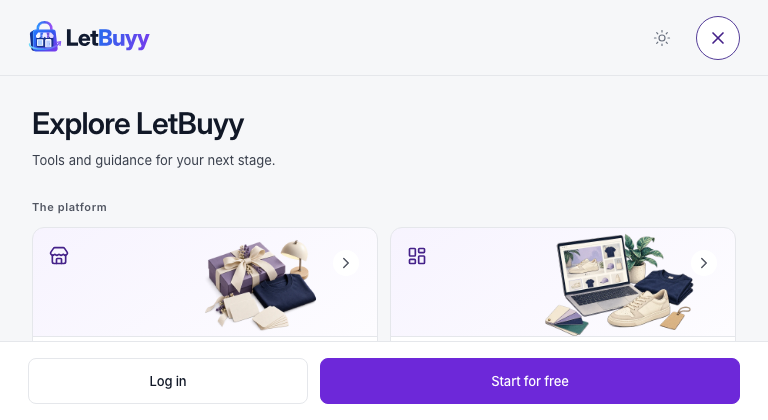 LetBuyy
Explore LetBuyy
Tools and guidance for your next stage.
The platform
Log in
Start for free